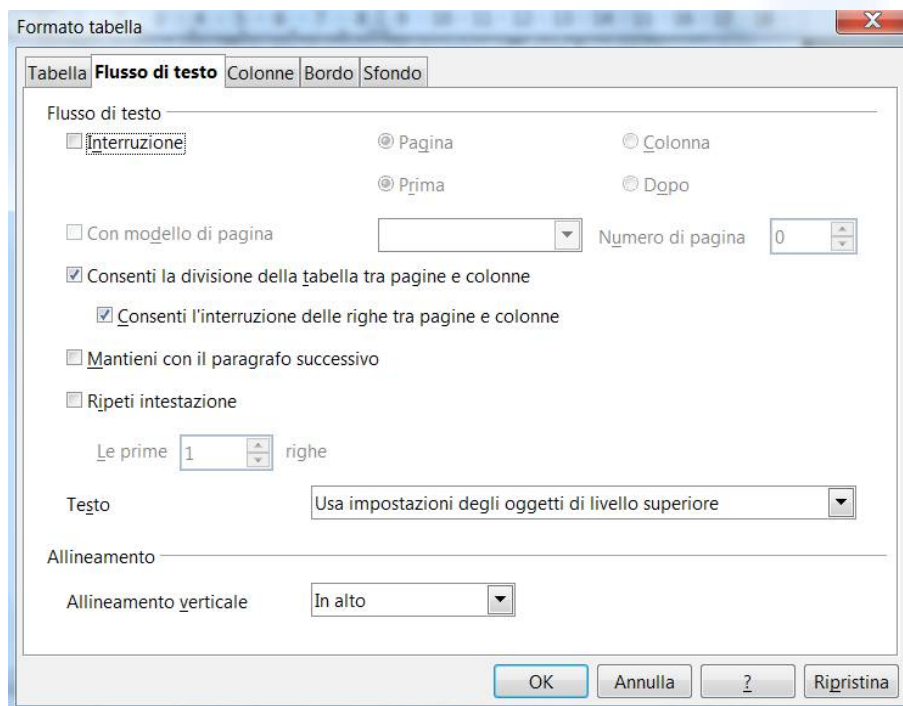 Formato tabella
Tabella Flusso di testo Colonne Bordo Sfondo
Flusso di testo
Interruzione Pagina Colonna
Prima Dopo
Con modello di pagina Numero di pagina 0
Consenti la divisione della tabella tra pagine e colonne
Consenti l'interruzione delle righe tra pagine e colonne
Mantieni con il paragrafo successivo
Ripeti intestazione
Le prime 1 righe
Testo Usa impostazioni degli oggetti di livello superiore
Allineamento
Allineamento verticale In alto
OK Annulla ? Ripristina